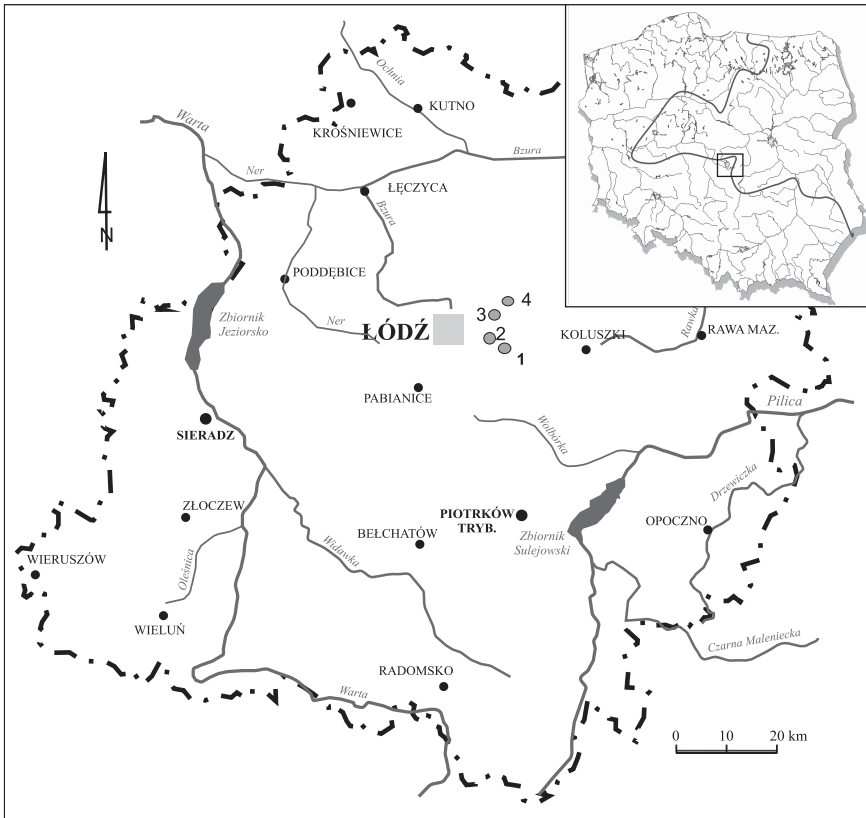 Ochnia
KUTNO
KROŚNIEWICE
Warta
Bzura
Ner
ŁĘCZYCA
Bzura
N
PODDĘBICE
4
3
Zbiornik
Jeziorsko
Ner
ŁÓDŹ
2
1
KOLUSZKI
Rawka
RAWA MAZ.
PABIANICE
Pilica
SIERADZ
Wolbórka
Drzewiczka
ZŁOCZEW
PIOTRKÓW
TRYB.
OPOCZNO
BEŁCHATÓW
Zbiornik
Sulejowski
Widawka
WIERUSZÓW
Oleśnica
WIELUŃ
Czarna Maleniecka
RADOMSKO
Warta
0 10 20 km